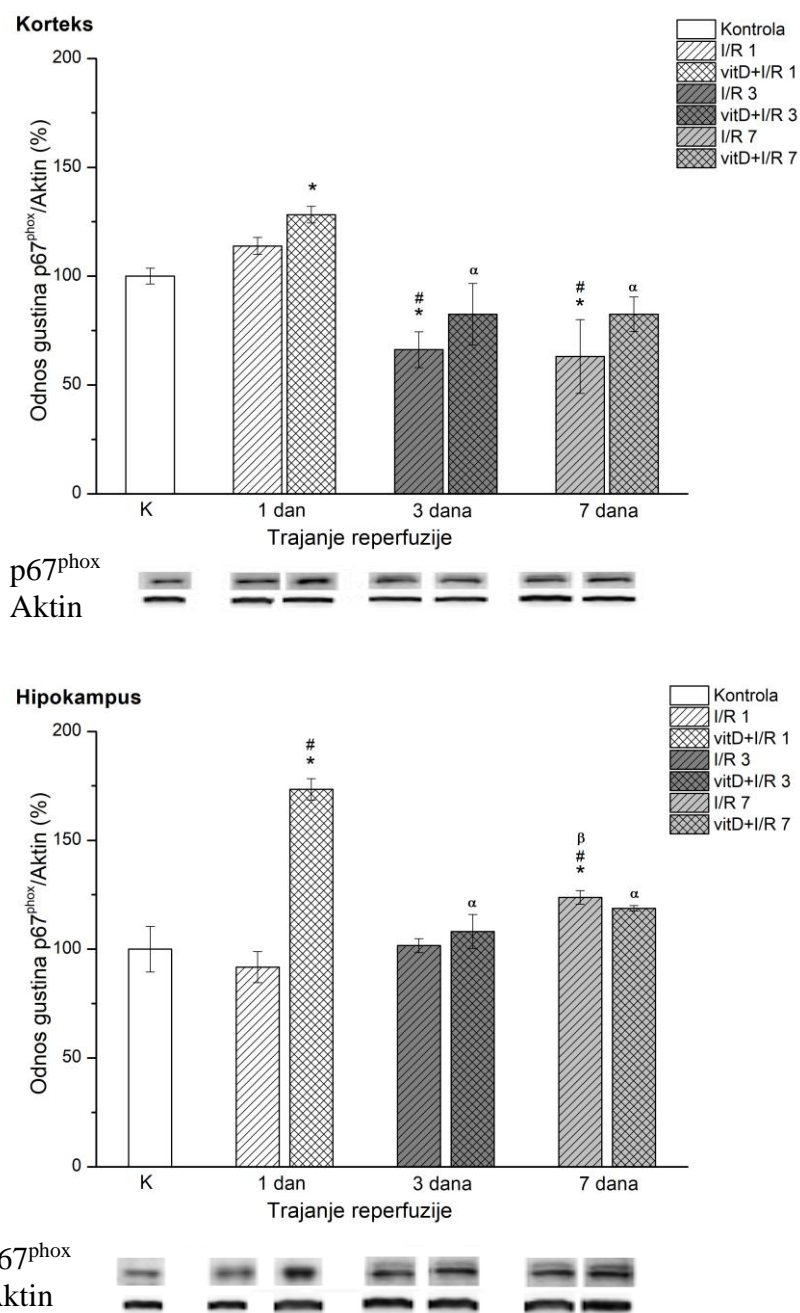 Korteks
Kontrola
I/R 1
vitD+I/R 1
I/R 3
vitD+I/R 3
I/R 7
vitD+I/R 7
Odnos gustina p67phox/Aktin (%)
200
150
100
50
0
*
#
*
α
#
*
α
K
1 dan
3 dana
7 dana
Trajanje reperfuzije
p67phox
Aktin
Hipokampus
Kontrola
I/R 1
vitD+I/R 1
I/R 3
vitD+I/R 3
I/R 7
vitD+I/R 7
Odnos gustina p67phox/Aktin (%)
200
150
100
50
0
#
*
α
β
#
*
α
K
1 dan
3 dana
7 dana
Trajanje reperfuzije
67phox
ktin